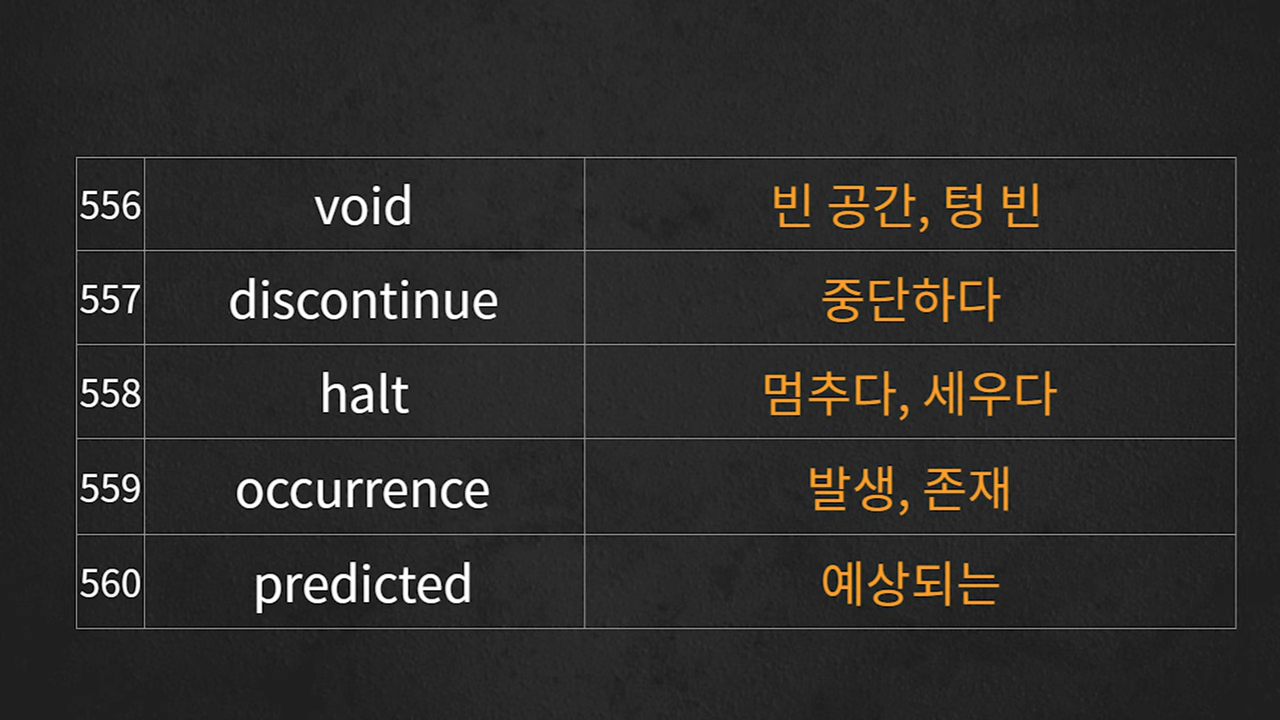 556 void 빈 공간, 텅 빈
557 discontinue 중단하다
558 halt 멈추다, 세우다
559 occurrence 발생, 존재
560 predicted 예상되는